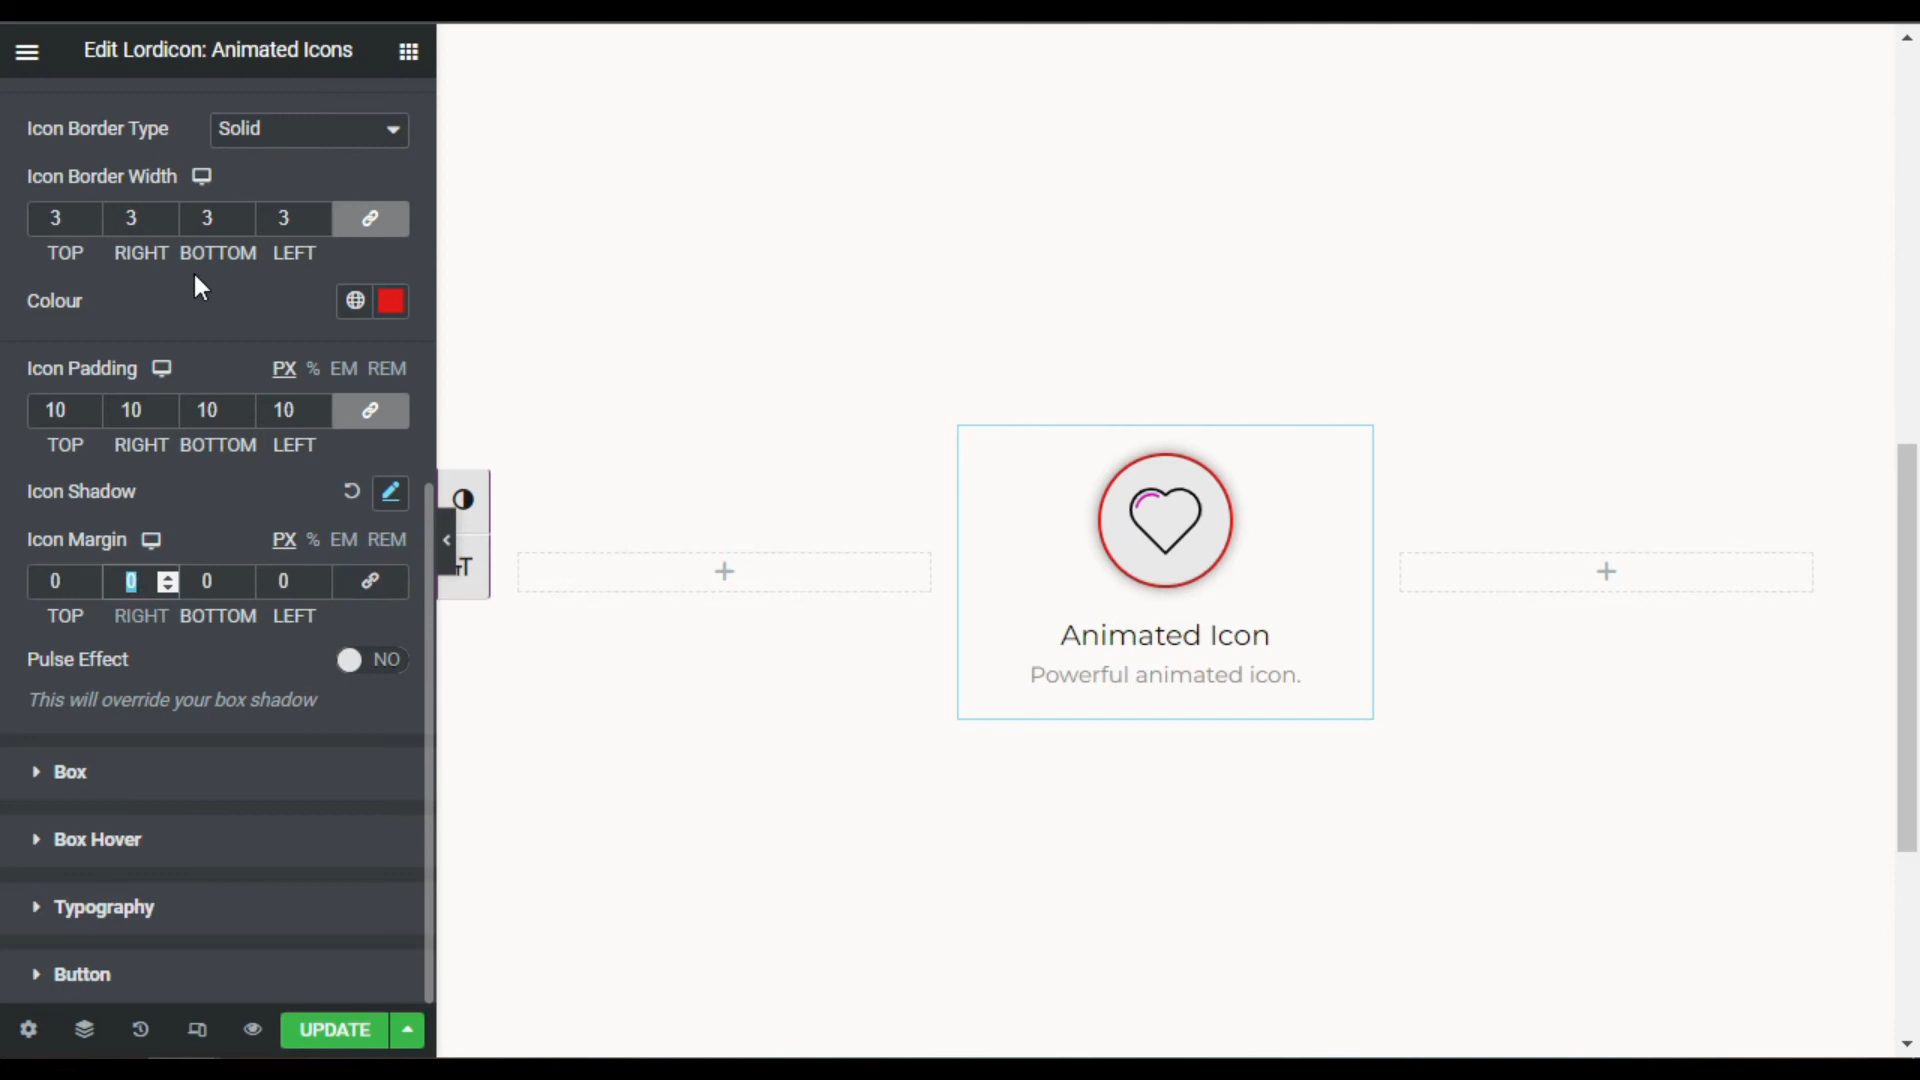 Edit Lordicon: Animated Icons
Icon Border Type Solid
Icon Border Width
3 3 3 3
TOP RIGHT BOTTOM LEFT
Colour
Icon Padding PX % EM REM
10 10 10 10
TOP RIGHT BOTTOM LEFT
Icon Shadow
Icon Margin PX % EM REM
0 0 0 0
TOP RIGHT BOTTOM LEFT
Pulse Effect NO
This will override your box shadow
Box
Box Hover
Typography
Button
UPDATE
TT
Animated Icon
Powerful animated icon.